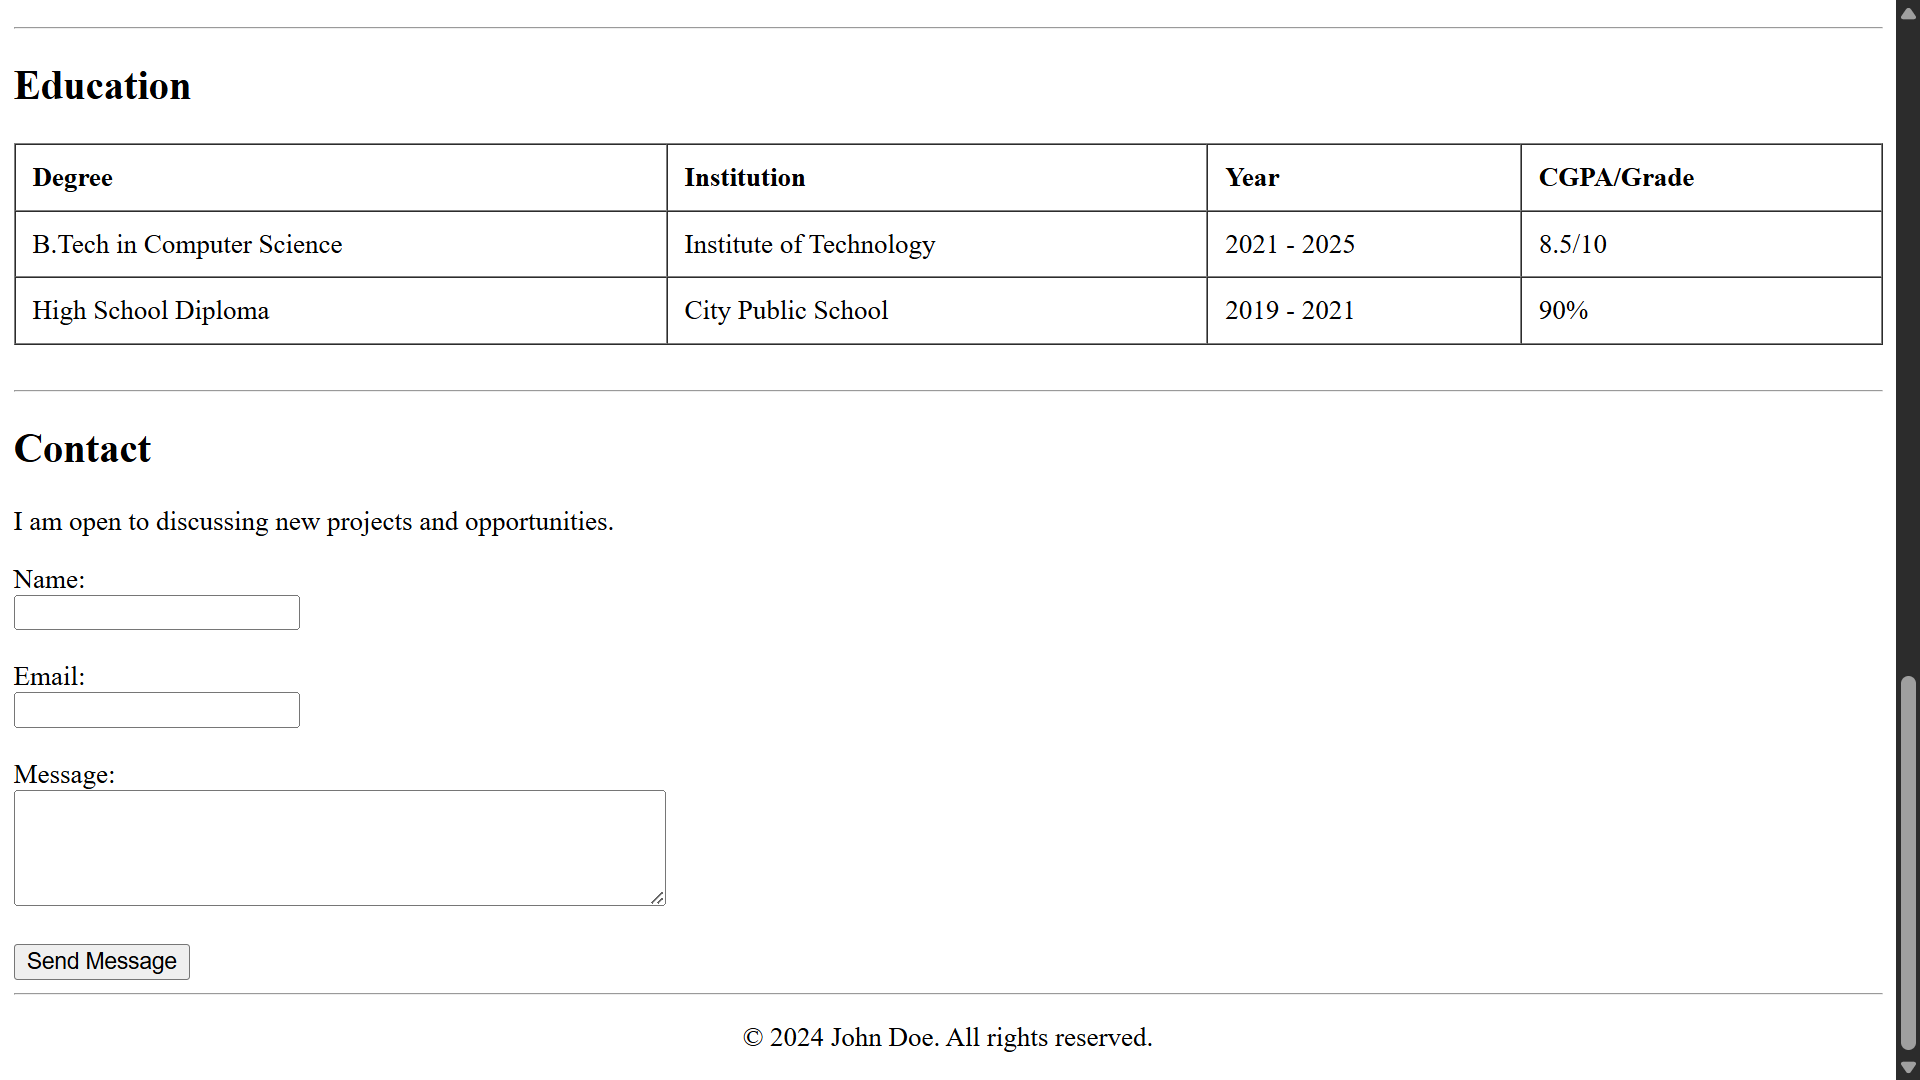 Education
Degree Institution Year CGPA/Grade
B.Tech in Computer Science Institute of Technology 2021 - 2025 8.5/10
High School Diploma City Public School 2019 - 2021 90%
Contact
I am open to discussing new projects and opportunities.
Name:
Email:
Message:
Send Message
© 2024 John Doe. All rights reserved.